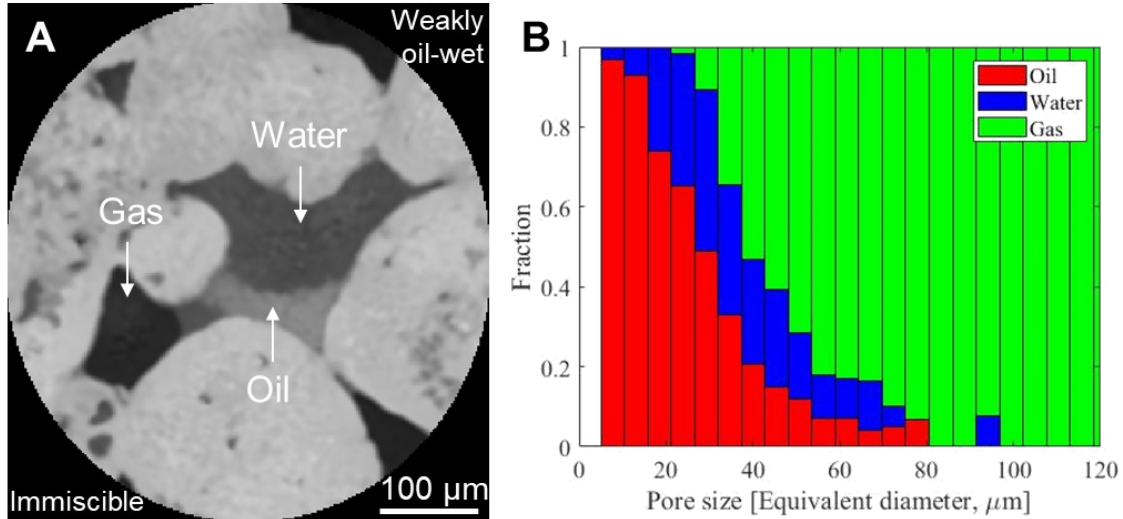 A
Weakly
oil-wet
Water
Gas
Oil
Immiscible
100 μm
B
1
0.8
0.6
0.4
0.2
0
Fraction
Oil
Water
Gas
0 20 40 60 80 100 120
Pore size [Equivalent diameter, μm]